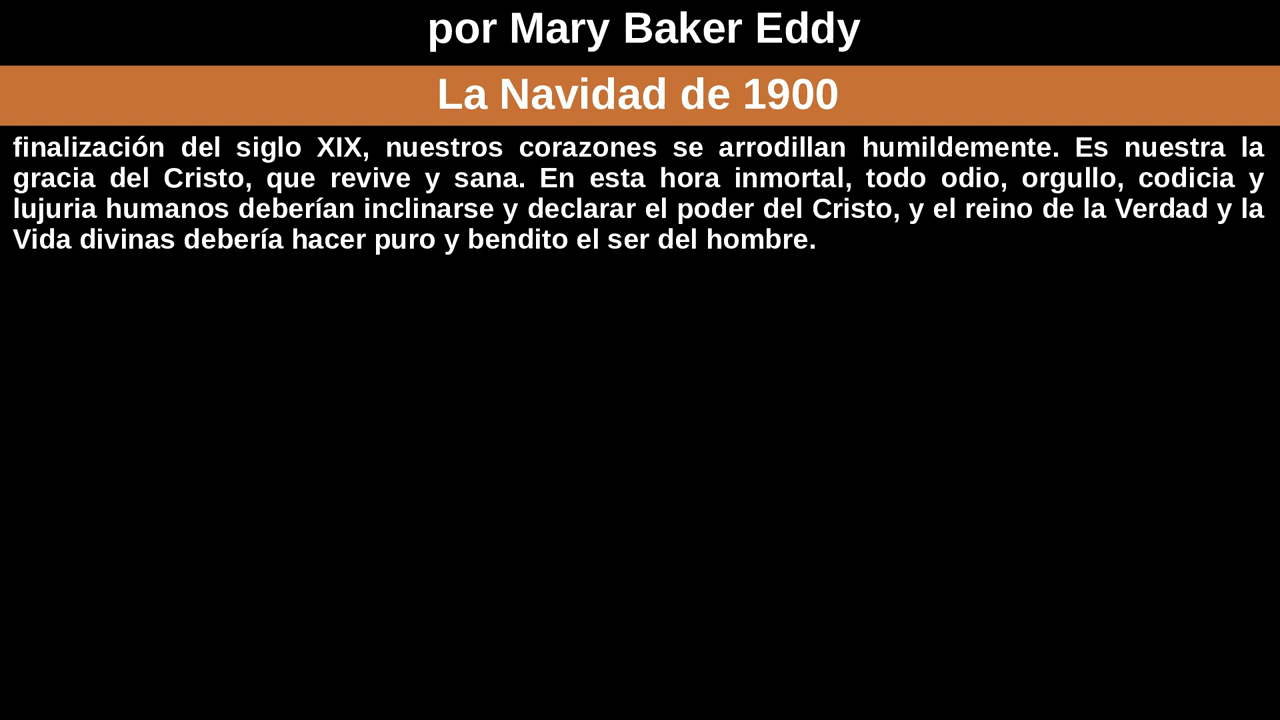 por Mary Baker Eddy
La Navidad de 1900
finalización del siglo XIX, nuestros corazones se arrodillan humildemente. Es nuestra la
gracia del Cristo, que revive y sana. En esta hora inmortal, todo odio, orgullo, codicia y
lujuria humanos deberían inclinarse y declarar el poder del Cristo, y el reino de la Verdad y la
Vida divinas debería hacer puro y bendito el ser del hombre.